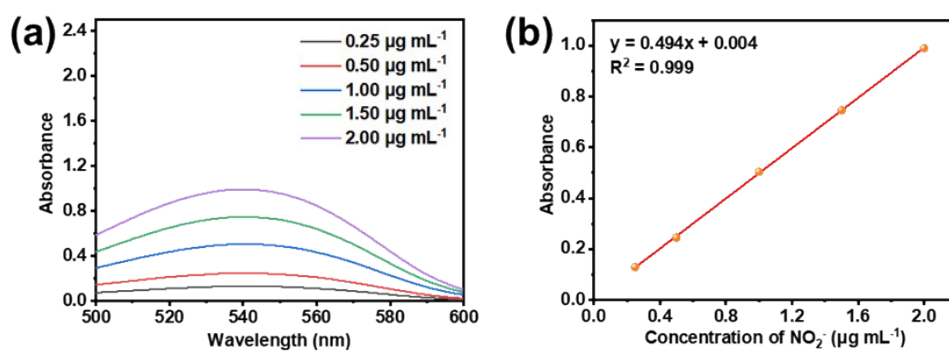 (a)
2.4
2.0
1.6
1.2
0.8
0.4
0.0
Absorbance
0.25 µg mL⁻¹
0.50 µg mL⁻¹
1.00 µg mL⁻¹
1.50 µg mL⁻¹
2.00 µg mL⁻¹
500 520 540 560 580 600
Wavelength (nm)
(b)
1.0
0.8
0.6
0.4
0.2
0.0
Absorbance
y = 0.494x + 0.004
R² = 0.999
0.0 0.4 0.8 1.2 1.6 2.0
Concentration of NO₂⁻ (µg mL⁻¹)